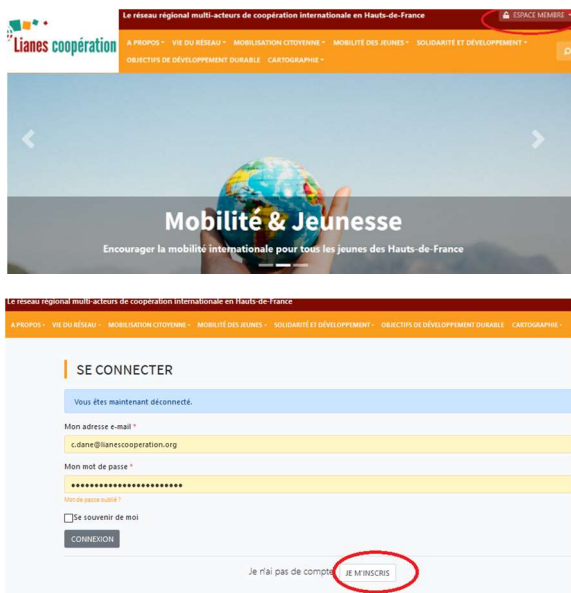 Le réseau régional multi-acteurs de coopération internationale en Hauts-de-France
ESPACE MEMBRE
Lianes coopération
A PROPOS VIE DU RÉSEAU MOBILISATION CITOYENNE MOBILITÉ DES JEUNES SOLIDARITÉ ET DÉVELOPPEMENT
OBJECTIFS DE DÉVELOPPEMENT DURABLE CARTOGRAPHIE
Mobilité & Jeunesse
Encourager la mobilité internationale pour tous les jeunes des Hauts-de-France
Le réseau régional multi-acteurs de coopération internationale en Hauts-de-France
A PROPOS VIE DU RÉSEAU MOBILISATION CITOYENNE MOBILITÉ DES JEUNES SOLIDARITÉ ET DÉVELOPPEMENT OBJECTIFS DE DÉVELOPPEMENT DURABLE CARTOGRAPHIE
SE CONNECTER
Vous êtes maintenant déconnecté.
Mon adresse e-mail *
c.dane@lianescooperation.org
Mon mot de passe *
Mot de passe oublié ?
Se souvenir de moi
CONNEXION
Je n'ai pas de compte JE M'INSCRIS